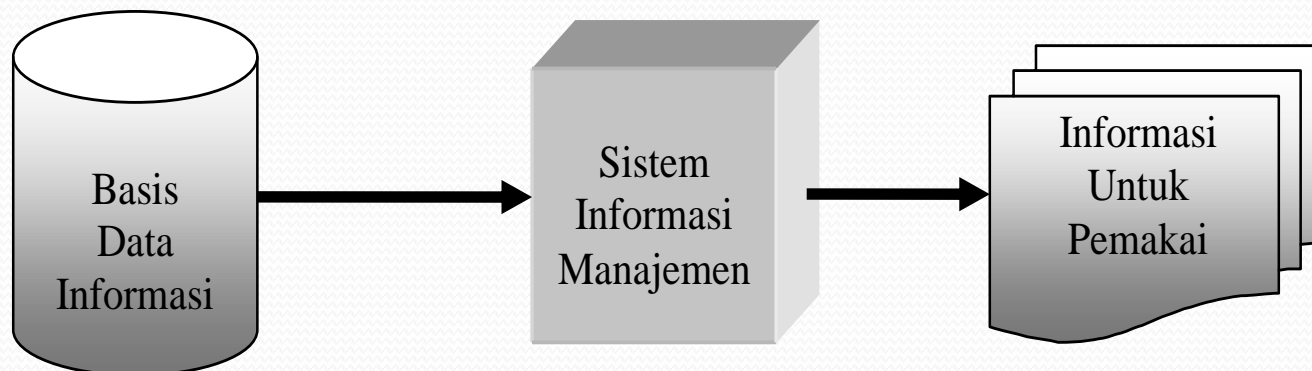 Basis
Data
Informasi
Sistem
Informasi
Manajemen
Informasi
Untuk
Pemakai